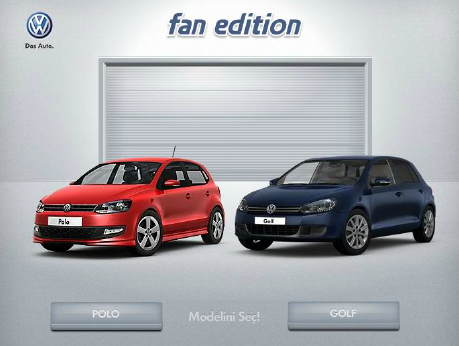 fan edition
Das Auto.
Polo
Golf
POLO
Modelini Seç!
GOLF